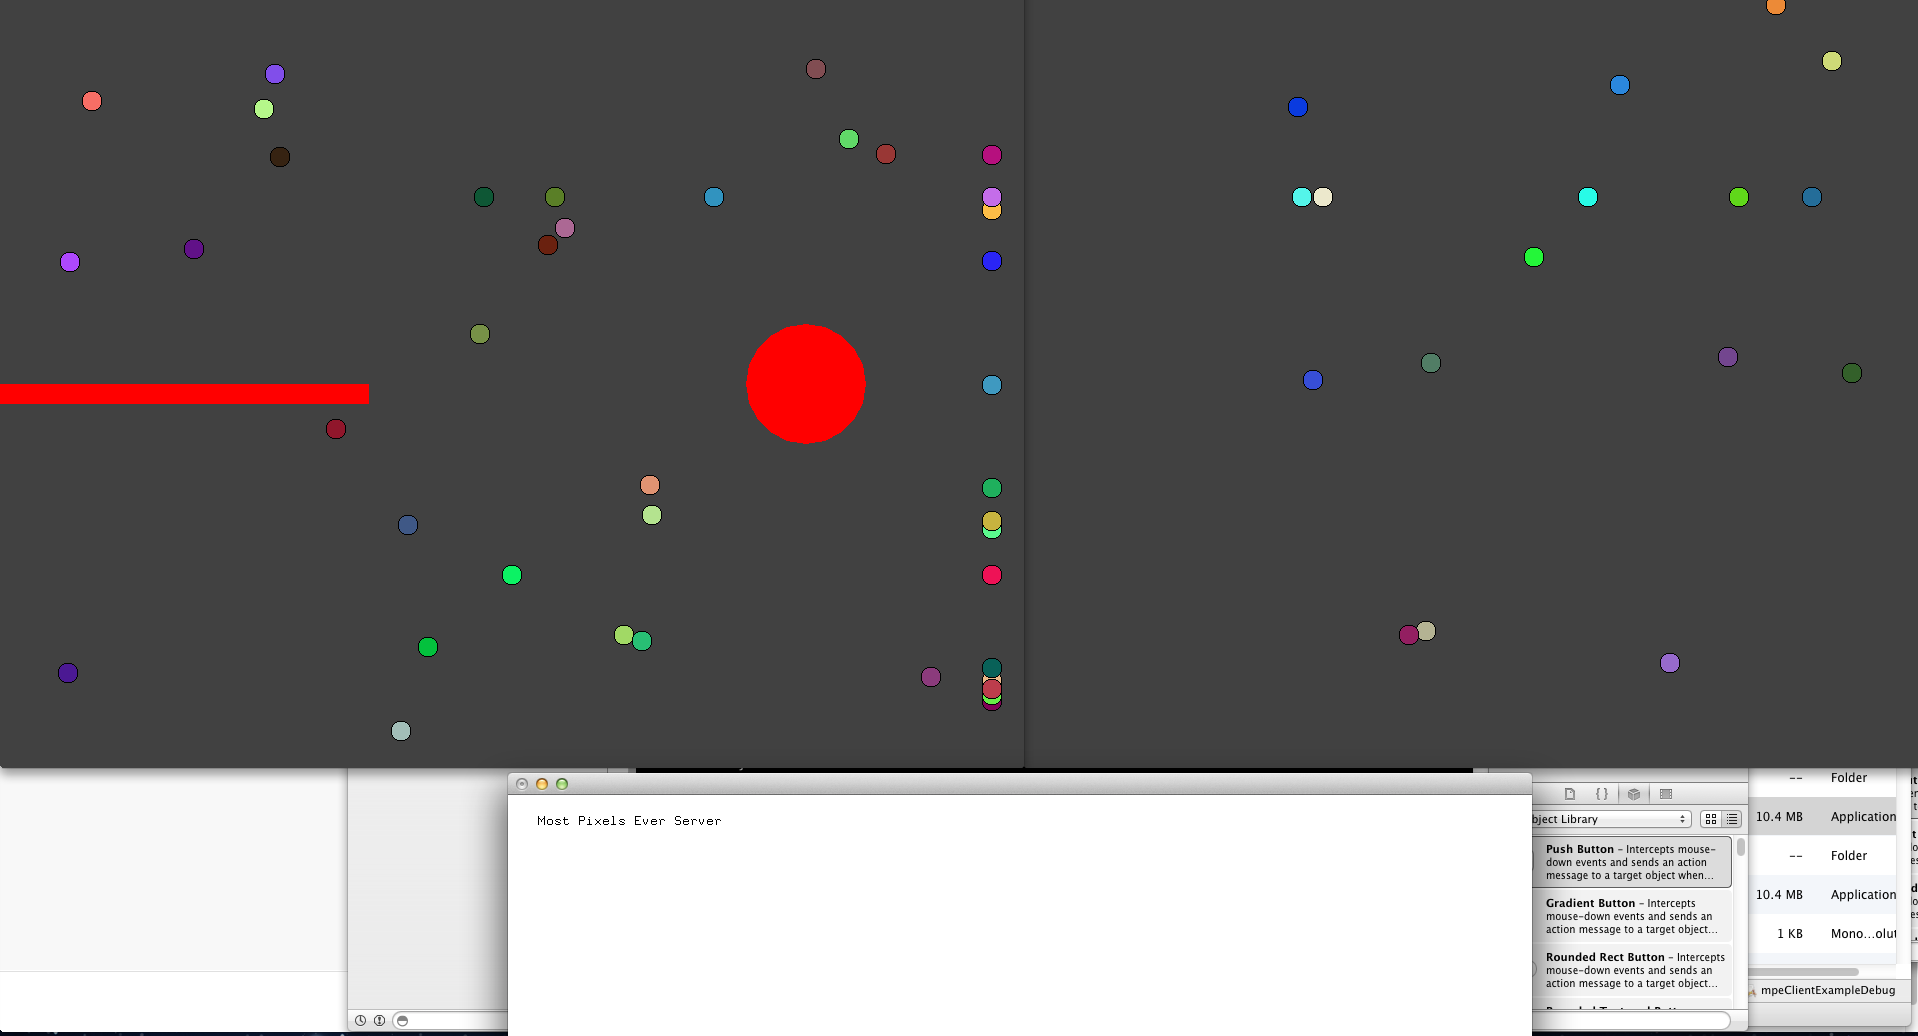 Most Pixels Ever Server
bject Library
Push Button – Intercepts mouse-
down events and sends an action
message to a target object when...
Gradient Button – Intercepts
mouse-down events and sends an
action message to a target object...
Rounded Rect Button – Intercepts
mouse-down events and sends an
action message to a target object...
-- Folder
10.4 MB Application
-- Folder
10.4 MB Application
1 KB Mono...olut
mpeClientExampleDebug